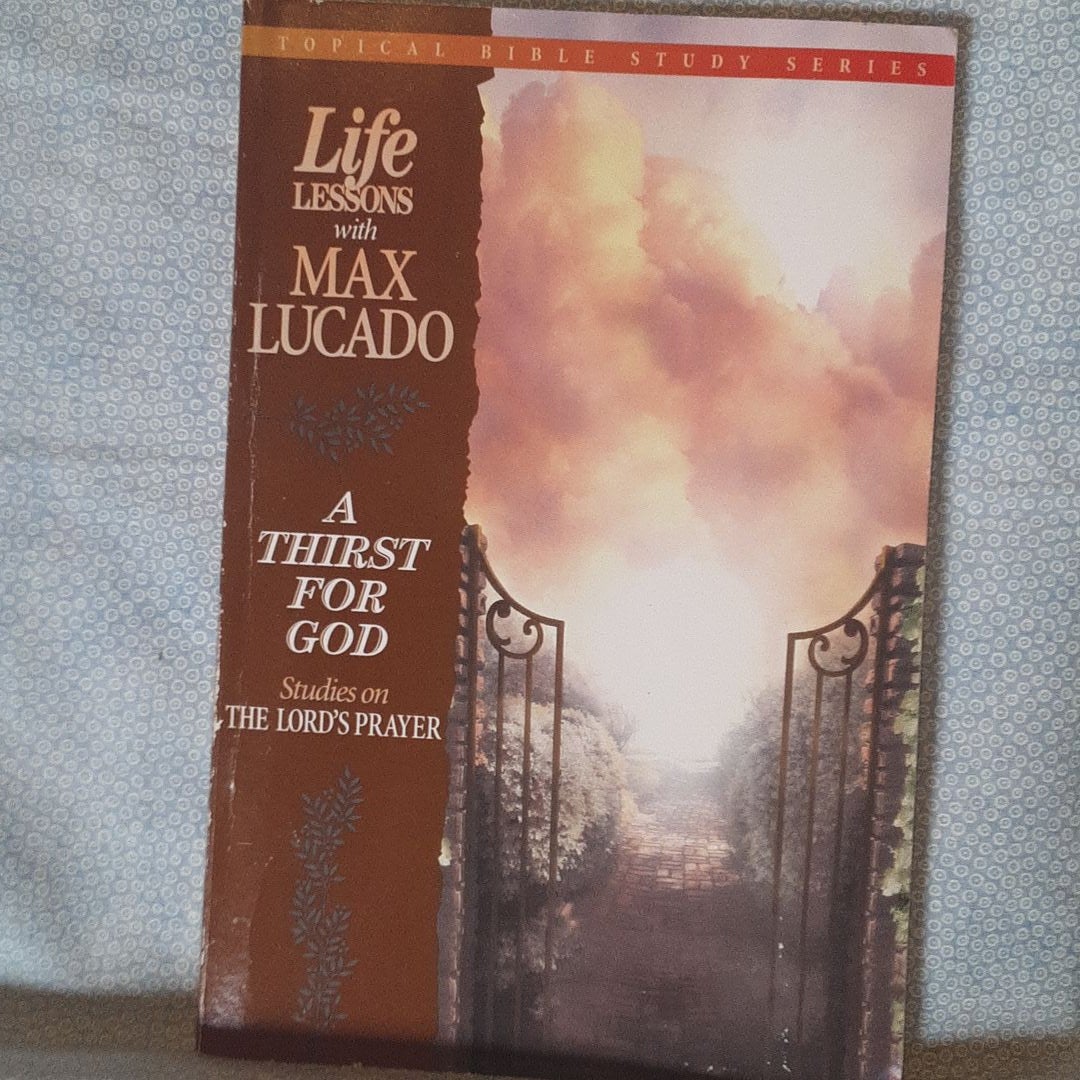 TOPICAL BIBLE STUDY SERIES
Life
LESSONS
with
MAX
LUCADO
A
THIRST
FOR
GOD
Studies on
THE LORD'S PRAYER